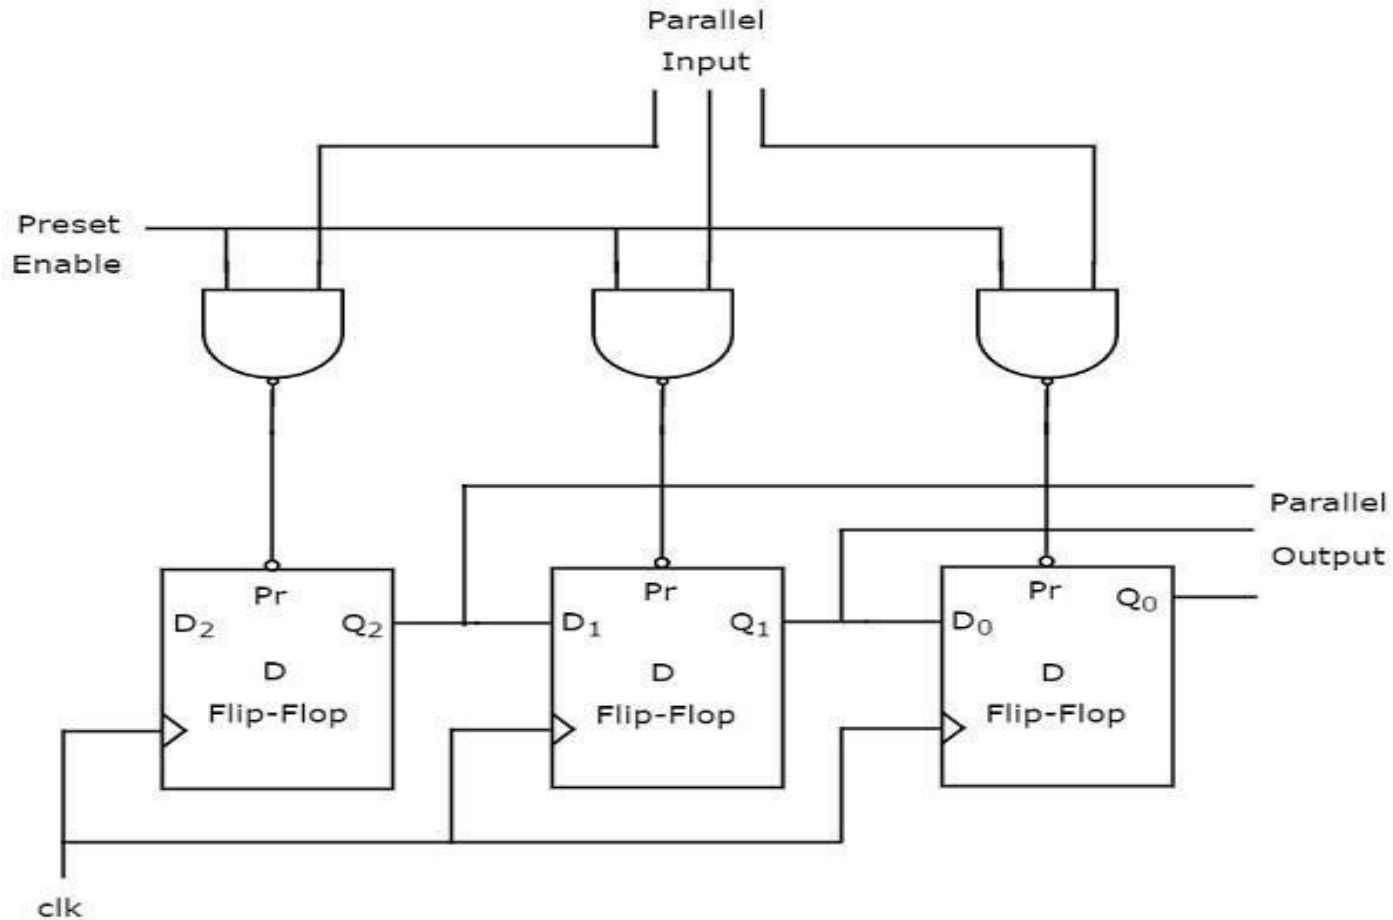 Parallel
Input
Preset
Enable
Parallel
Output
Pr
D₂
Q₂
D
Flip-Flop
Pr
D₁
Q₁
D
Flip-Flop
Pr
D₀
Q₀
D
Flip-Flop
clk